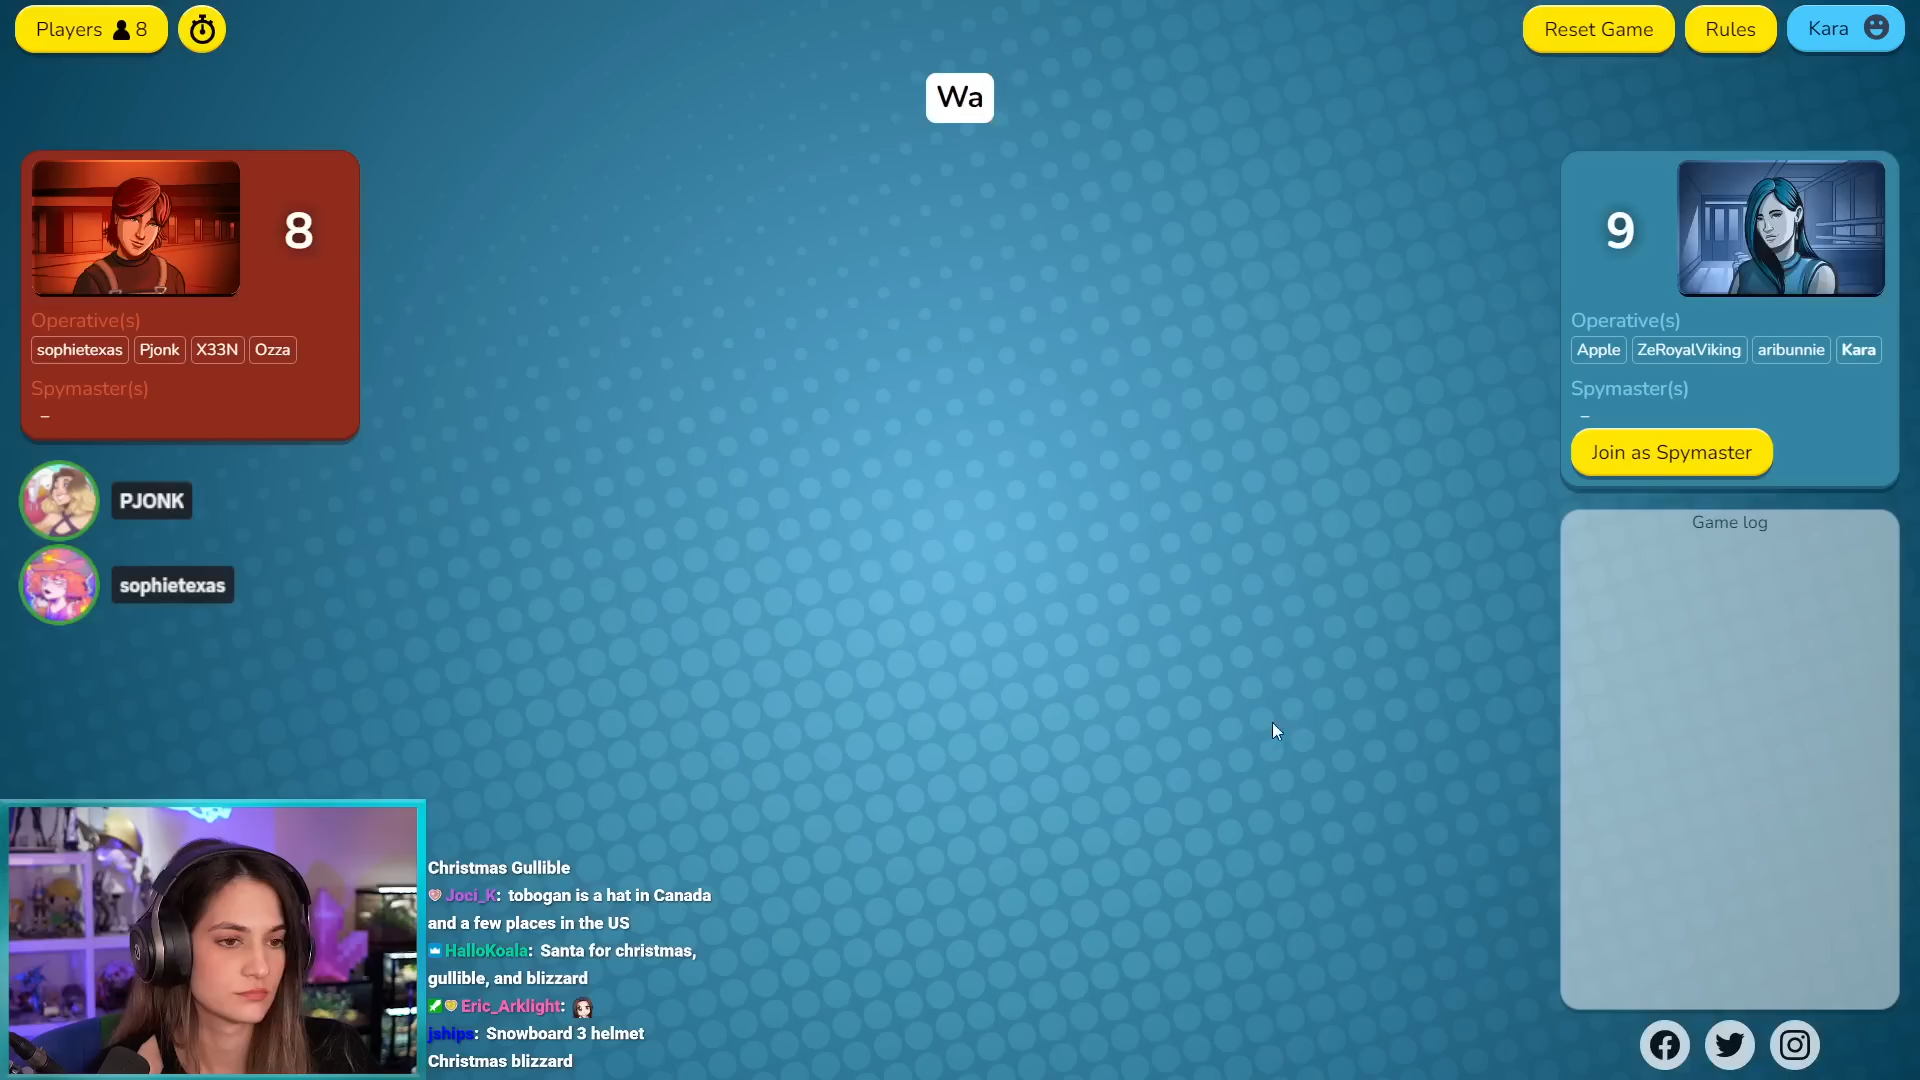 Players 8
Reset Game
Rules
Kara
Wa
8
Operative(s)
sophietexas Pjonk X33N Ozza
Spymaster(s)
–
PJONK
sophietexas
9
Operative(s)
Apple ZeRoyalViking aribunnie Kara
Spymaster(s)
–
Join as Spymaster
Game log
Christmas Gullible
Joci_K: tobogan is a hat in Canada
and a few places in the US
HalloKoala: Santa for christmas,
gullible, and blizzard
Eric_Arklight:
jships: Snowboard 3 helmet
Christmas blizzard